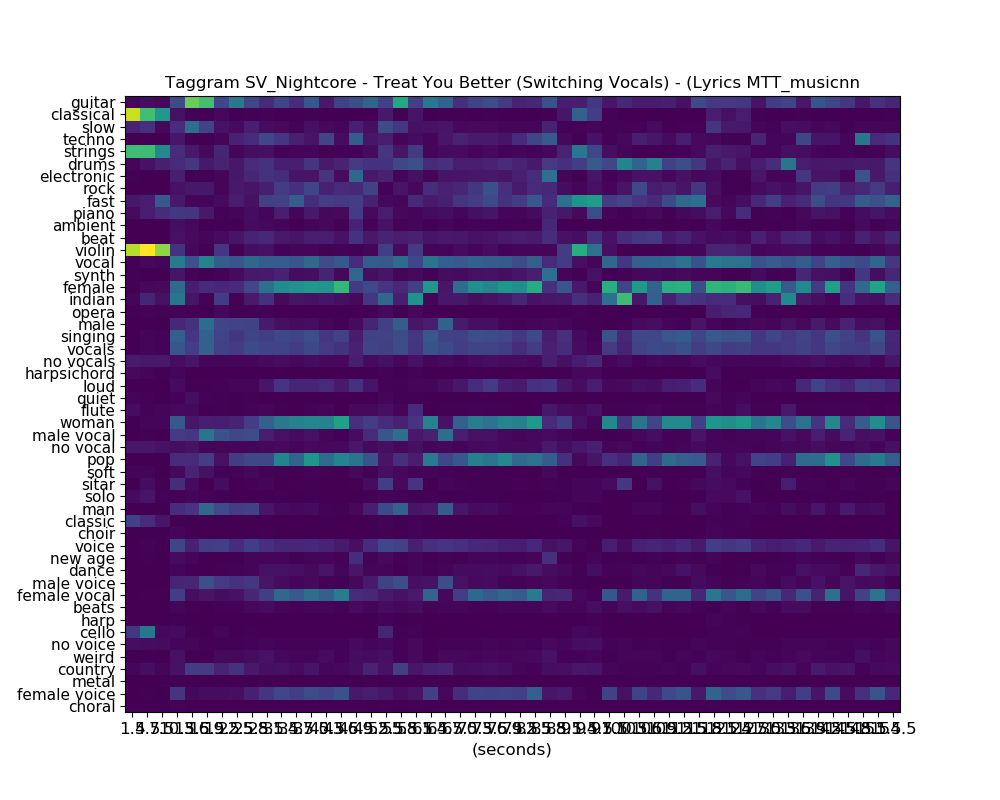 Taggram SV_Nightcore - Treat You Better (Switching Vocals) - (Lyrics MTT_musicnn
guitar
classical
slow
techno
strings
drums
electronic
rock
fast
piano
ambient
beat
violin
vocal
synth
female
indian
opera
male
singing
vocals
no vocals
harpsichord
loud
quiet
flute
woman
male vocal
no vocal
pop
soft
sitar
solo
man
classic
choir
voice
new age
dance
male voice
female vocal
beats
harp
cello
no voice
weird
country
metal
female voice
choral
(seconds)